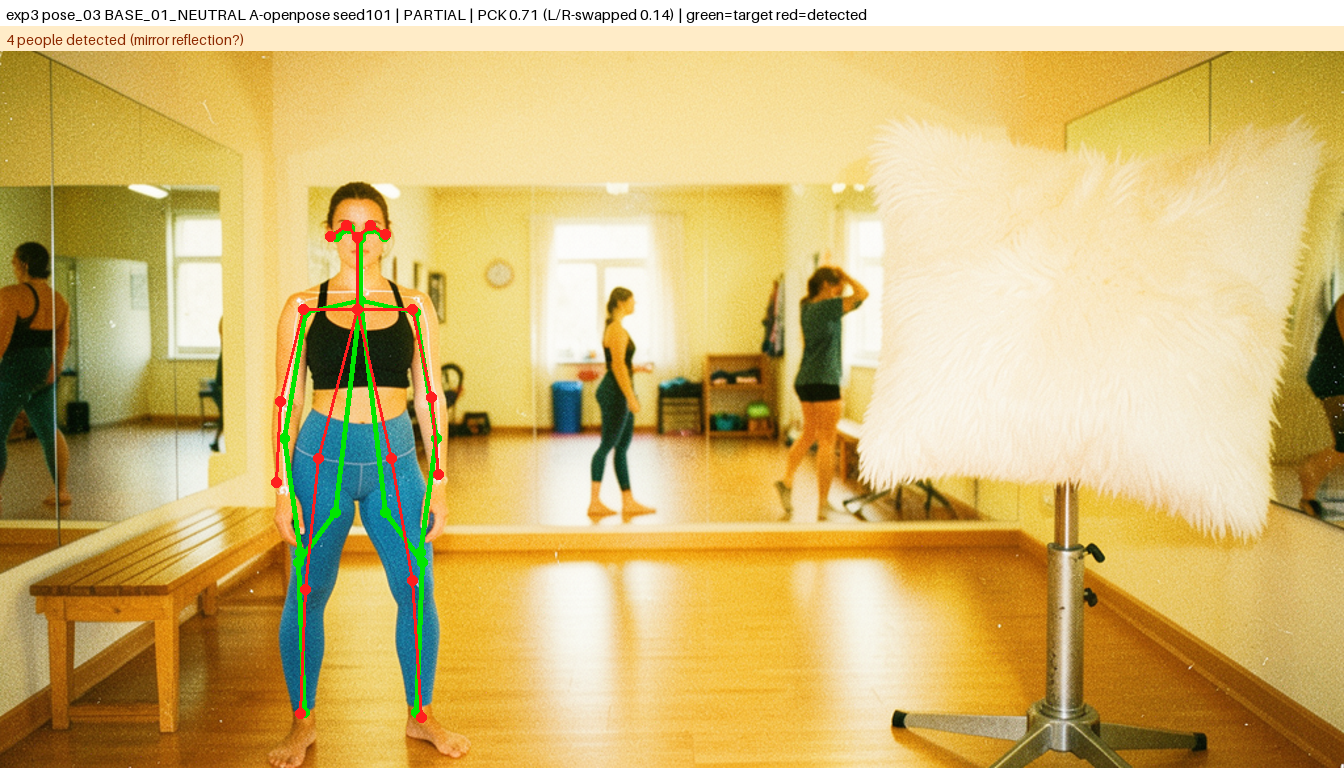 exp3 pose_03 BASE_01_NEUTRAL A-openpose seed101 | PARTIAL | PCK 0.71 (L/R-swapped 0.14) | green=target red=detected
4 people detected (mirror reflection?)